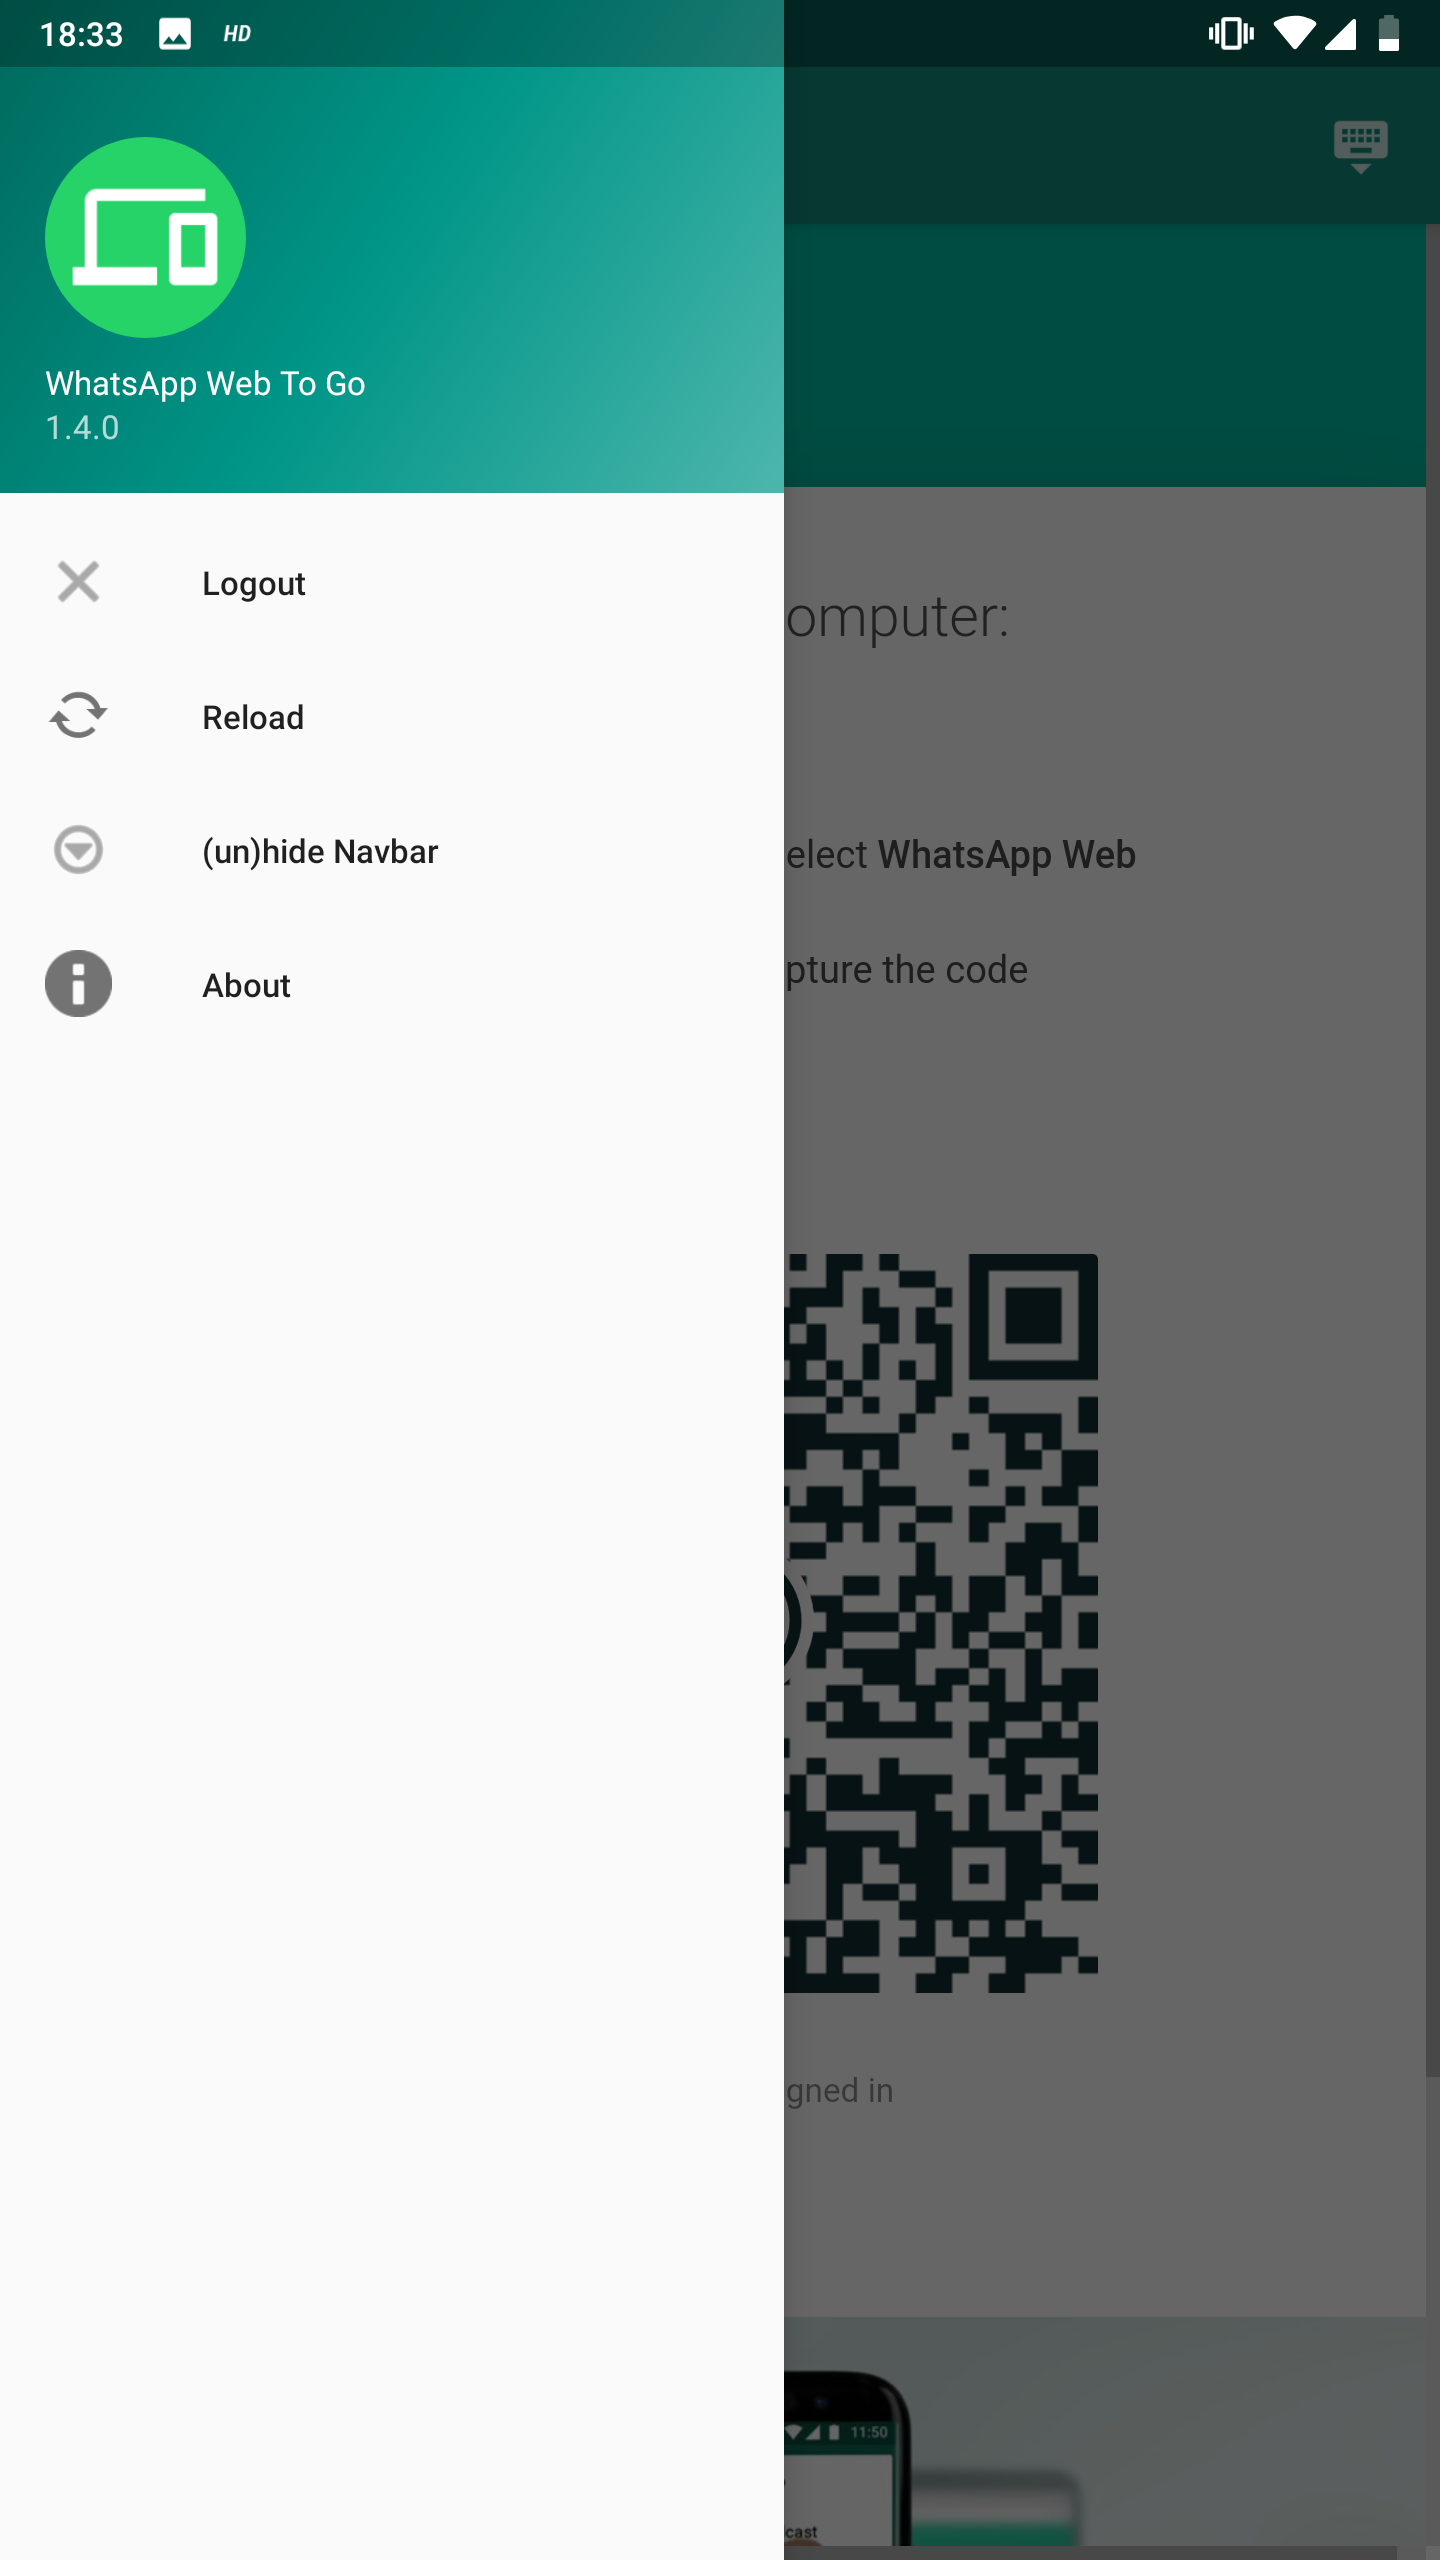 18:33 HD
WhatsApp Web To Go
1.4.0
Logout
Reload
(un)hide Navbar
About
omputer:
elect WhatsApp Web
pture the code
gned in
11:50
cast